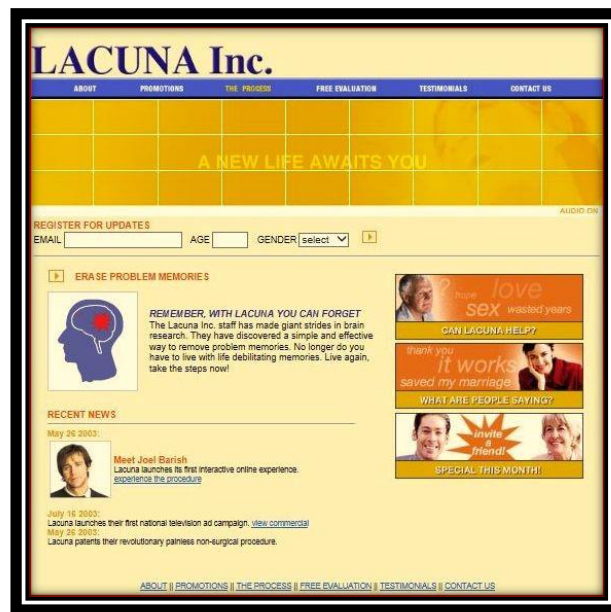 LACUNA Inc.
ABOUT PROMOTIONS THE PROCESS FREE EVALUATION TESTIMONIALS CONTACT US
A NEW LIFE AWAITS YOU
AUDIO ON
REGISTER FOR UPDATES
EMAIL AGE GENDER select
ERASE PROBLEM MEMORIES
REMEMBER, WITH LACUNA YOU CAN FORGET
The Lacuna Inc. staff has made giant strides in brain
research. They have discovered a simple and effective
way to remove problem memories. No longer do you
have to live with life debilitating memories. Live again,
take the steps now!
? hope love
sex wasted years
CAN LACUNA HELP?
thank you
it works
saved my marriage
WHAT ARE PEOPLE SAYING?
invite
a
friend!
SPECIAL THIS MONTH!
RECENT NEWS
May 26 2003:
Meet Joel Barish
Lacuna launches its first interactive online experience.
experience the procedure
July 16 2003:
Lacuna launches their first national television ad campaign. view commercial
May 26 2003:
Lacuna patents their revolutionary painless non-surgical procedure.
ABOUT || PROMOTIONS || THE PROCESS || FREE EVALUATION || TESTIMONIALS || CONTACT US